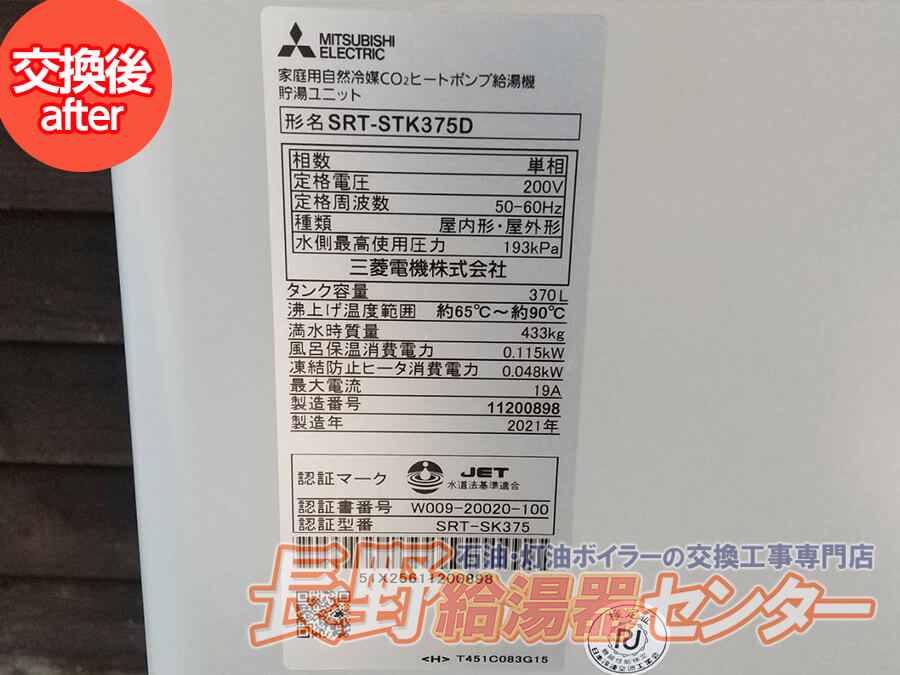 交換後
after
MITSUBISHI
ELECTRIC
家庭用自然冷媒CO₂ヒートポンプ給湯機
貯湯ユニット
形名 SRT-STK375D
相数 単相
定格電圧 200V
定格周波数 50-60Hz
種類 屋内形・屋外形
水側最高使用圧力 193kPa
三菱電機株式会社
タンク容量 370L
沸上げ温度範囲 約65℃～約90℃
満水時質量 433kg
風呂保温消費電力 0.115kW
凍結防止ヒータ消費電力 0.048kW
最大電流 19A
製造番号 11200898
製造年 2021年
認証マーク JET
水道法基準適合
認証書番号 W009-20020-100
認証型番 SRT-SK375
石油・灯油ボイラーの交換工事専門店
51X25611200898
長野給湯器センター
<H> T451C083G15